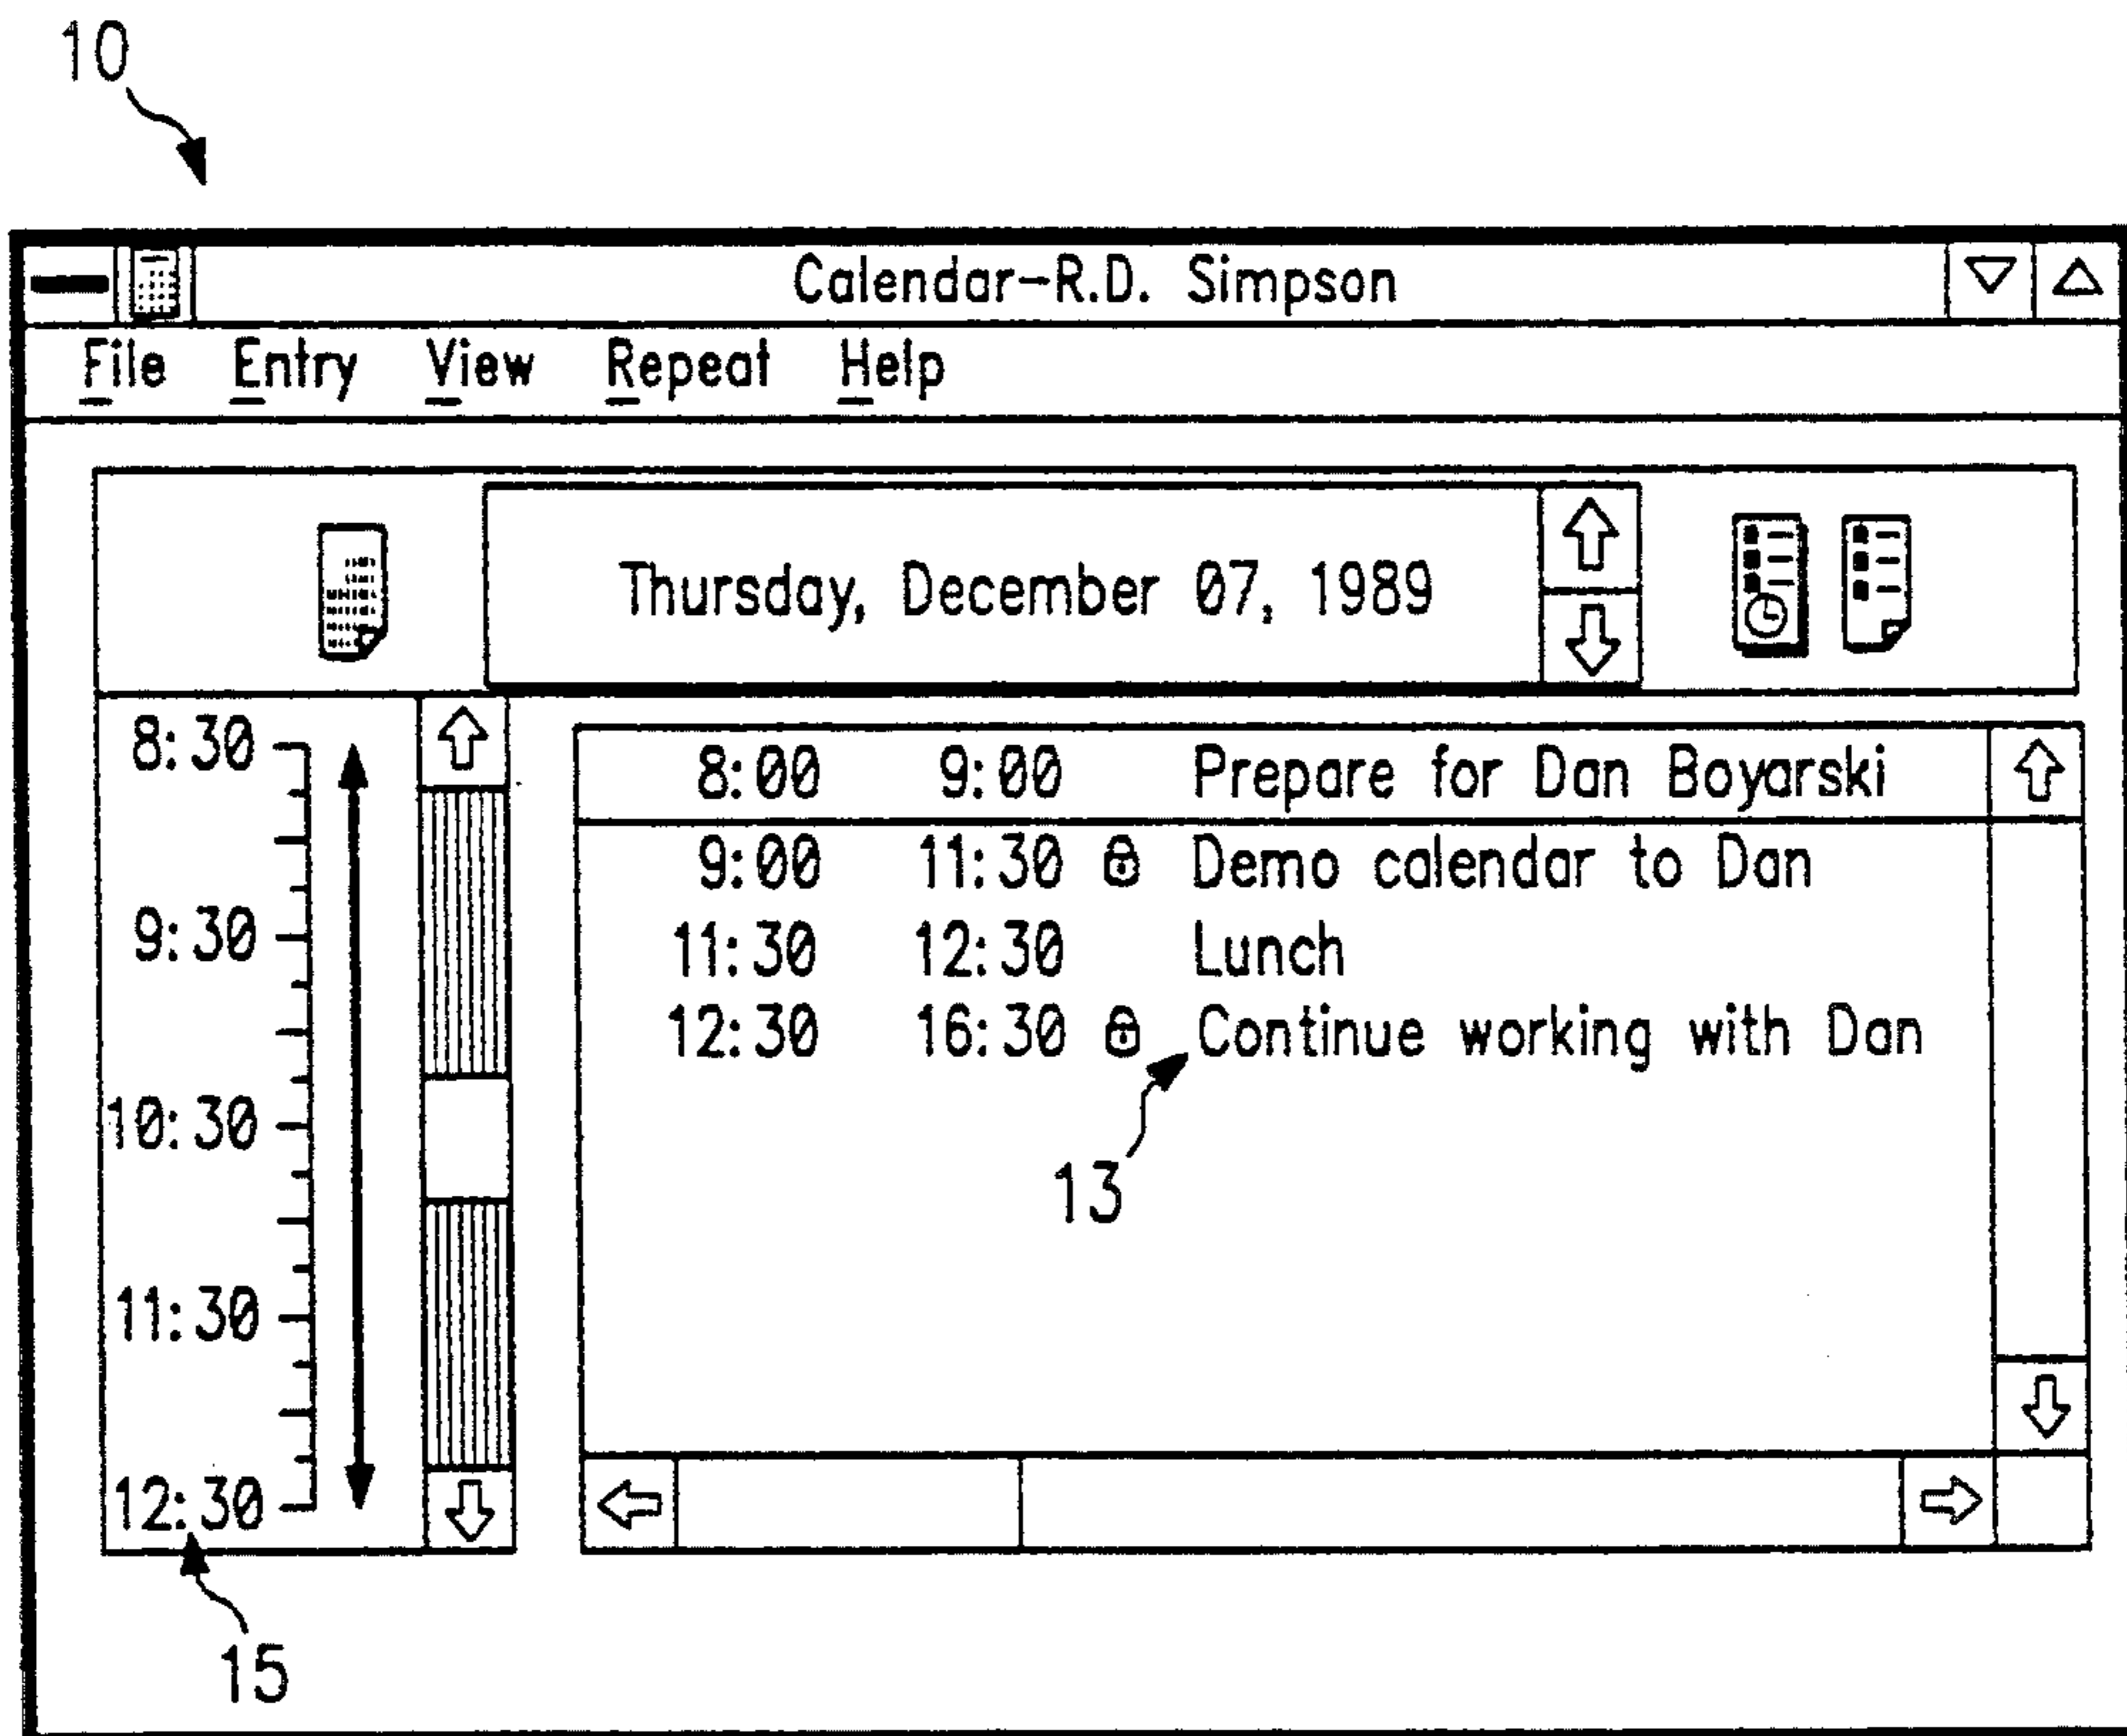 10
Calendar-R.D. Simpson
File Entry View Repeat Help
Thursday, December 07, 1989
8:30
9:30
10:30
11:30
12:30
8:00 9:00 Prepare for Dan Boyarski
9:00 11:30 Demo calendar to Dan
11:30 12:30 Lunch
12:30 16:30 Continue working with Dan
13
15